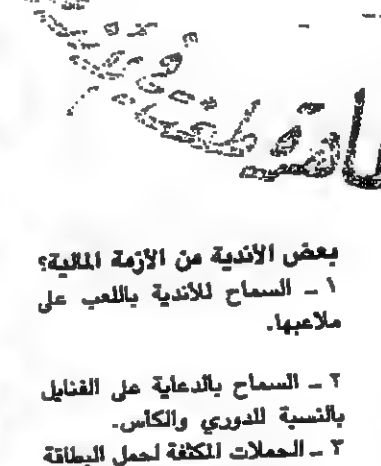 بعض الأندية من الأزمة المالية؟
١ ـ السماح للأندية باللعب على
ملاعبها.
٢ ـ السماح بالدعاية على الفنايل
بالنسبة للدوري والكأس.
٣ ـ الحملات المكثفة لحمل البطاقة